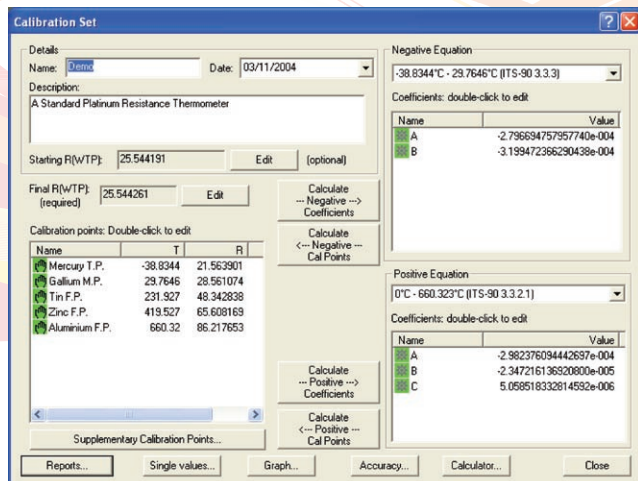 Calibration Set
Details
Name: Demo Date: 03/11/2004
Description:
A Standard Platinum Resistance Thermometer
Starting R(WTP): 25.544191 Edit (optional)
Final R(WTP): 25.544261 Edit
(required)
Calibration points: Double-click to edit
Name T R
Mercury T.P. -38.8344 21.563901
Gallium M.P. 29.7646 28.561074
Tin F.P. 231.927 48.342838
Zinc F.P. 419.527 65.608169
Aluminium F.P. 660.32 86.217653
Supplementary Calibration Points...
Calculate
--- Negative --->
Coefficients
Calculate
<--- Negative ---
Cal Points
Calculate
--- Positive --->
Coefficients
Calculate
<--- Positive ---
Cal Points
Negative Equation
-38.8344°C - 29.7646°C (ITS-90 3.3.3)
Coefficients: double-click to edit
Name Value
A -2.796694757957740e-004
B -3.199472366290438e-004
Positive Equation
0°C - 660.323°C (ITS-90 3.3.2.1)
Coefficients: double-click to edit
Name Value
A -2.982376094442697e-004
B -2.347216136920800e-005
C 5.058518332814592e-006
Reports... Single values... Graph... Accuracy... Calculator... Close